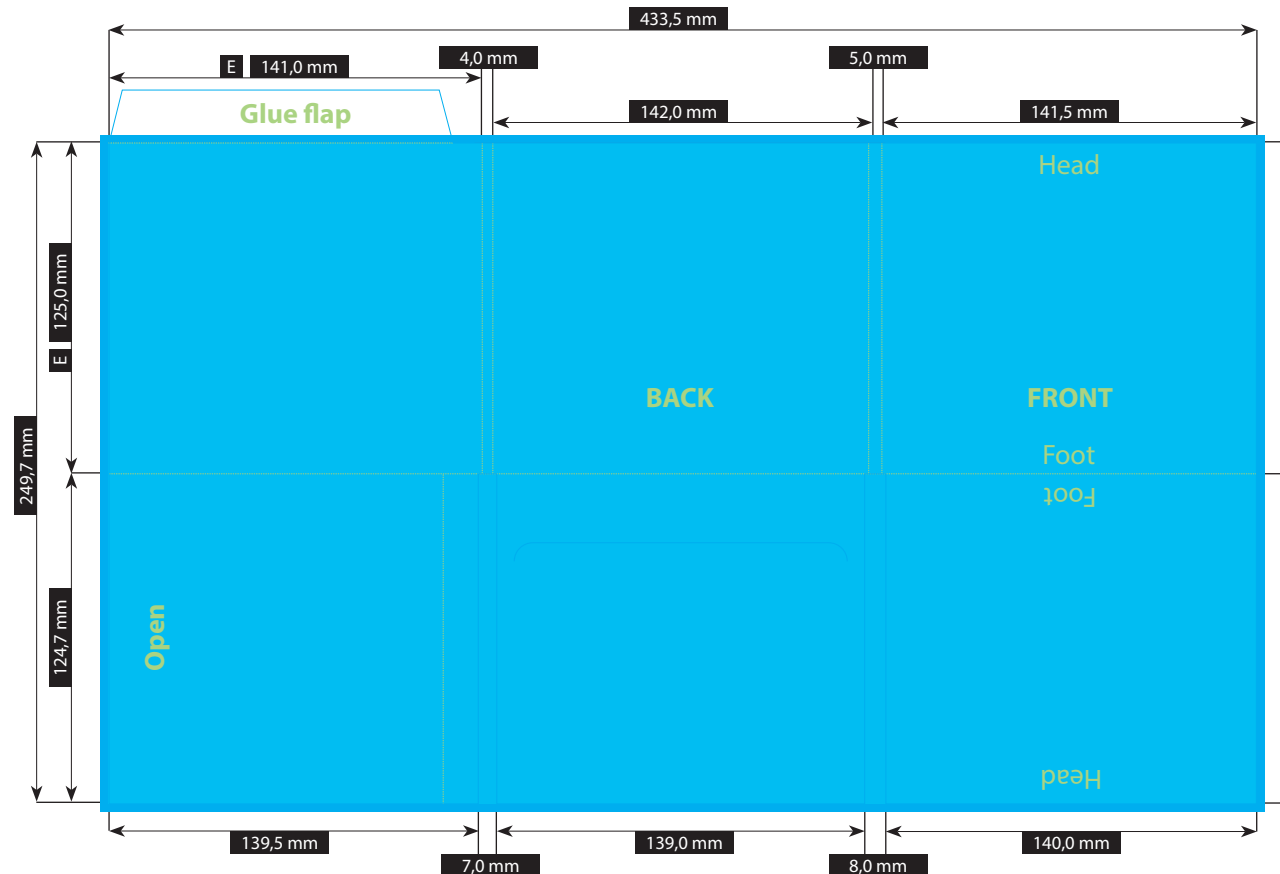 433,5 mm
4,0 mm
5,0 mm
E 141,0 mm
Glue flap
142,0 mm
141,5 mm
Head
125,0 mm
E
BACK
FRONT
249,7 mm
Foot
Foot
124,7 mm
Open
Head
139,5 mm
139,0 mm
140,0 mm
7,0 mm
8,0 mm